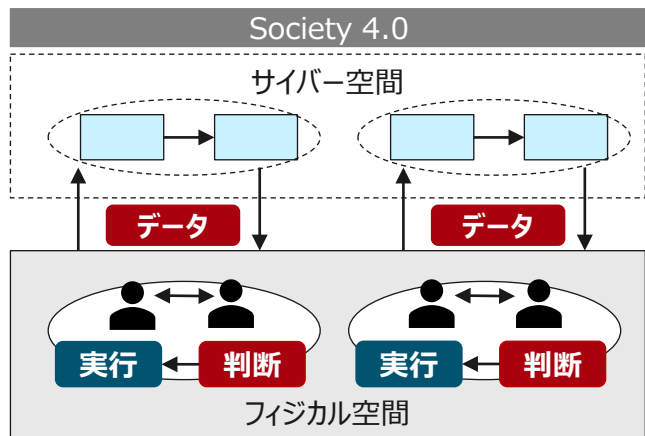 Society 4.0
サイバー空間
データ
データ
実行
判断
実行
判断
フィジカル空間